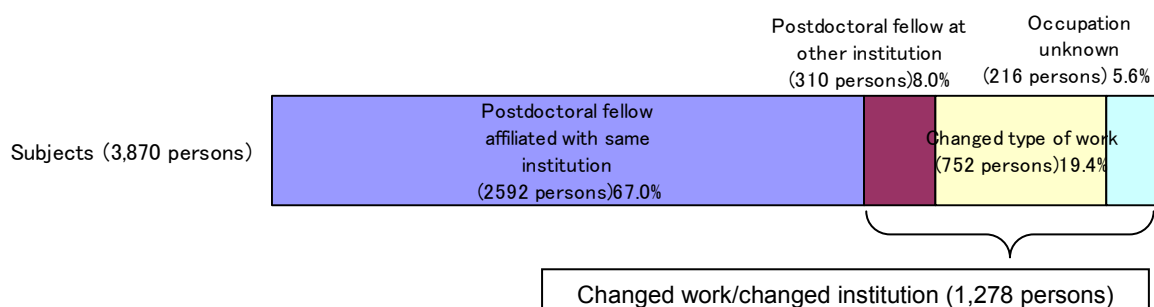 Postdoctoral fellow at
other institution
(310 persons)8.0%
Occupation
unknown
(216 persons) 5.6%
Subjects (3,870 persons)
Postdoctoral fellow
affiliated with same
institution
(2592 persons)67.0%
Changed type of work
(752 persons)19.4%
Changed work/changed institution (1,278 persons)